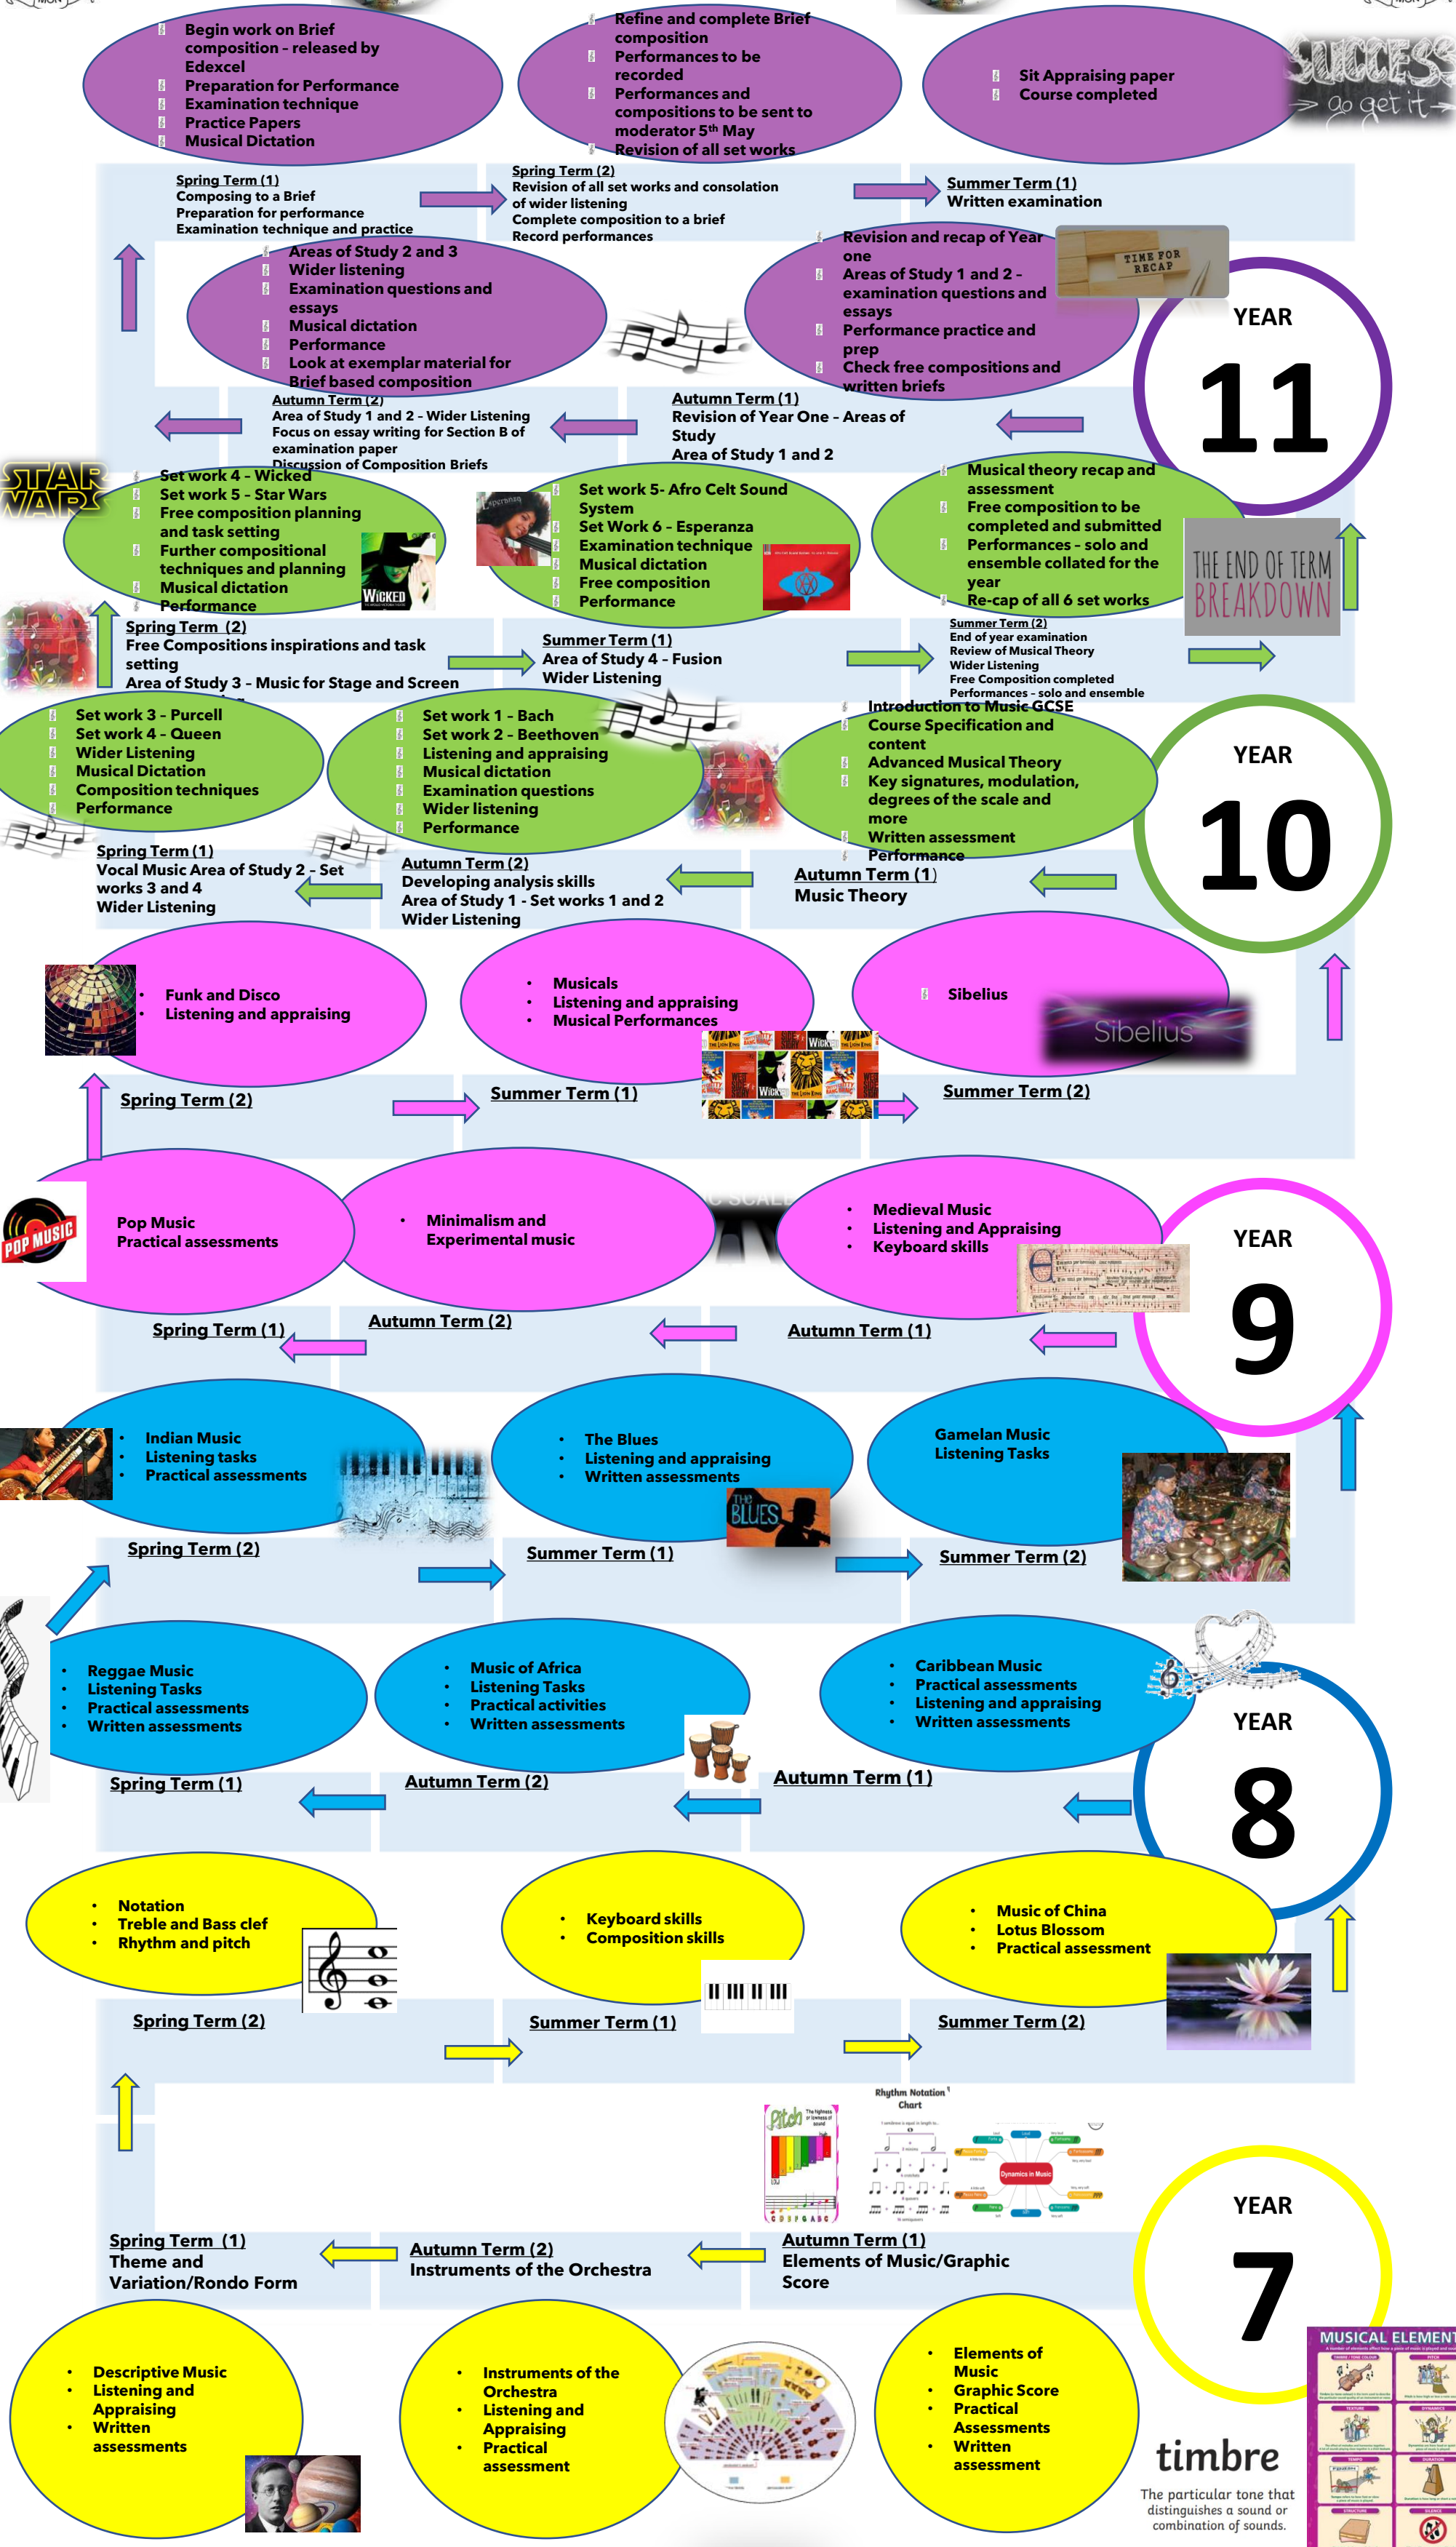 Begin work on Brief
composition – released by
Edexcel
Preparation for Performance
Examination technique
Practice Papers
Musical Dictation
Refine and complete Brief
composition
Performances to be
recorded
Performances and
compositions to be sent to
moderator 5th May
Revision of all set works
Sit Appraising paper
Course completed
SUCCESS
go get it
Spring Term (1)
Composing to a Brief
Preparation for performance
Examination technique and practice
Spring Term (2)
Revision of all set works and consolation
of wider listening
Complete composition to a brief
Record performances
Summer Term (1)
Written examination
Areas of Study 2 and 3
Wider listening
Examination questions and
essays
Musical dictation
Performance
Look at exemplar material for
Brief based composition
Revision and recap of Year
one
Areas of Study 1 and 2 –
examination questions and
essays
Performance practice and
prep
Check free compositions and
written briefs
TIME FOR
RECAP
YEAR
11
Autumn Term (2)
Area of Study 1 and 2 – Wider Listening
Focus on essay writing for Section B of
examination paper
Discussion of Composition Briefs
Autumn Term (1)
Revision of Year One – Areas of
Study
Area of Study 1 and 2
STAR
WARS
Set work 4 – Wicked
Set work 5 – Star Wars
Free composition planning
and task setting
Further compositional
techniques and planning
Musical dictation
Performance
WICKED
Esperanza
Set work 5- Afro Celt Sound
System
Set Work 6 – Esperanza
Examination technique
Musical dictation
Free composition
Performance
Musical theory recap and
assessment
Free composition to be
completed and submitted
Performances – solo and
ensemble collated for the
year
Re-cap of all 6 set works
THE END OF TERM
BREAKDOWN
Spring Term (2)
Free Compositions inspirations and task
setting
Area of Study 3 – Music for Stage and Screen
Summer Term (1)
Area of Study 4 – Fusion
Wider Listening
Summer Term (2)
End of year examination
Review of Musical Theory
Wider Listening
Free Composition completed
Performances – solo and ensemble
Set work 3 – Purcell
Set work 4 – Queen
Wider Listening
Musical Dictation
Composition techniques
Performance
Set work 1 – Bach
Set work 2 – Beethoven
Listening and appraising
Musical dictation
Examination questions
Wider listening
Performance
Introduction to Music GCSE
Course Specification and
content
Advanced Musical Theory
Key signatures, modulation,
degrees of the scale and
more
Written assessment
Performance
YEAR
10
Spring Term (1)
Vocal Music Area of Study 2 – Set
works 3 and 4
Wider Listening
Autumn Term (2)
Developing analysis skills
Area of Study 1 - Set works 1 and 2
Wider Listening
Autumn Term (1)
Music Theory
Funk and Disco
Listening and appraising
Musicals
Listening and appraising
Musical Performances
Sibelius
Sibelius
Spring Term (2)
Summer Term (1)
Summer Term (2)
POP MUSIC
Pop Music
Practical assessments
Minimalism and
Experimental music
Medieval Music
Listening and Appraising
Keyboard skills
YEAR
9
Spring Term (1)
Autumn Term (2)
Autumn Term (1)
Indian Music
Listening tasks
Practical assessments
The Blues
Listening and appraising
Written assessments
THE
BLUES
Gamelan Music
Listening Tasks
Spring Term (2)
Summer Term (1)
Summer Term (2)
Reggae Music
Listening Tasks
Practical assessments
Written assessments
Music of Africa
Listening Tasks
Practical activities
Written assessments
Caribbean Music
Practical assessments
Listening and appraising
Written assessments
YEAR
8
Spring Term (1)
Autumn Term (2)
Autumn Term (1)
Notation
Treble and Bass clef
Rhythm and pitch
Keyboard skills
Composition skills
Music of China
Lotus Blossom
Practical assessment
Spring Term (2)
Summer Term (1)
Summer Term (2)
Pitch
The highness
or lowness of
sound
Rhythm Notation
Chart
Dynamics in Music
YEAR
7
Spring Term (1)
Theme and
Variation/Rondo Form
Autumn Term (2)
Instruments of the Orchestra
Autumn Term (1)
Elements of Music/Graphic
Score
Descriptive Music
Listening and
Appraising
Written
assessments
Instruments of the
Orchestra
Listening and
Appraising
Practical
assessment
Elements of
Music
Graphic Score
Practical
Assessments
Written
assessment
timbre
The particular tone that
distinguishes a sound or
combination of sounds.
MUSICAL ELEMENT
PITCH
TEXTURE
DYNAMICS
TEMPO
DURATION
STRUCTURE
SILENCE